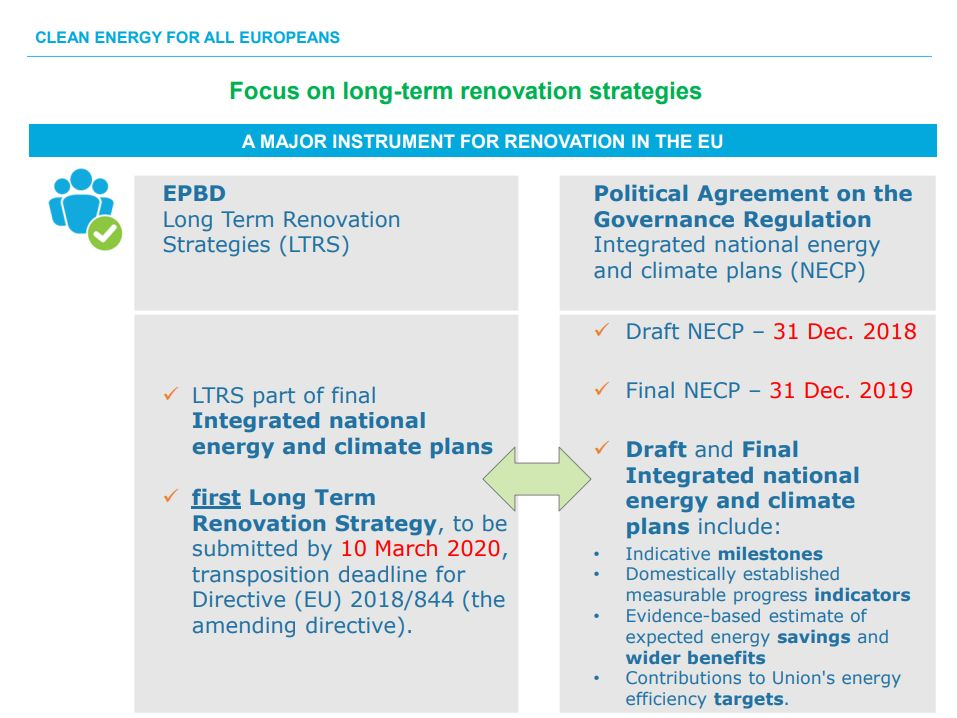 CLEAN ENERGY FOR ALL EUROPEANS
Focus on long-term renovation strategies
A MAJOR INSTRUMENT FOR RENOVATION IN THE EU
EPBD
Long Term Renovation
Strategies (LTRS)
Political Agreement on the
Governance Regulation
Integrated national energy
and climate plans (NECP)
✓ LTRS part of final
Integrated national
energy and climate plans
✓ first Long Term
Renovation Strategy, to be
submitted by 10 March 2020,
transposition deadline for
Directive (EU) 2018/844 (the
amending directive).
✓ Draft NECP – 31 Dec. 2018
✓ Final NECP – 31 Dec. 2019
✓ Draft and Final
Integrated national
energy and climate
plans include:
• Indicative milestones
• Domestically established
measurable progress indicators
• Evidence-based estimate of
expected energy savings and
wider benefits
• Contributions to Union's energy
efficiency targets.